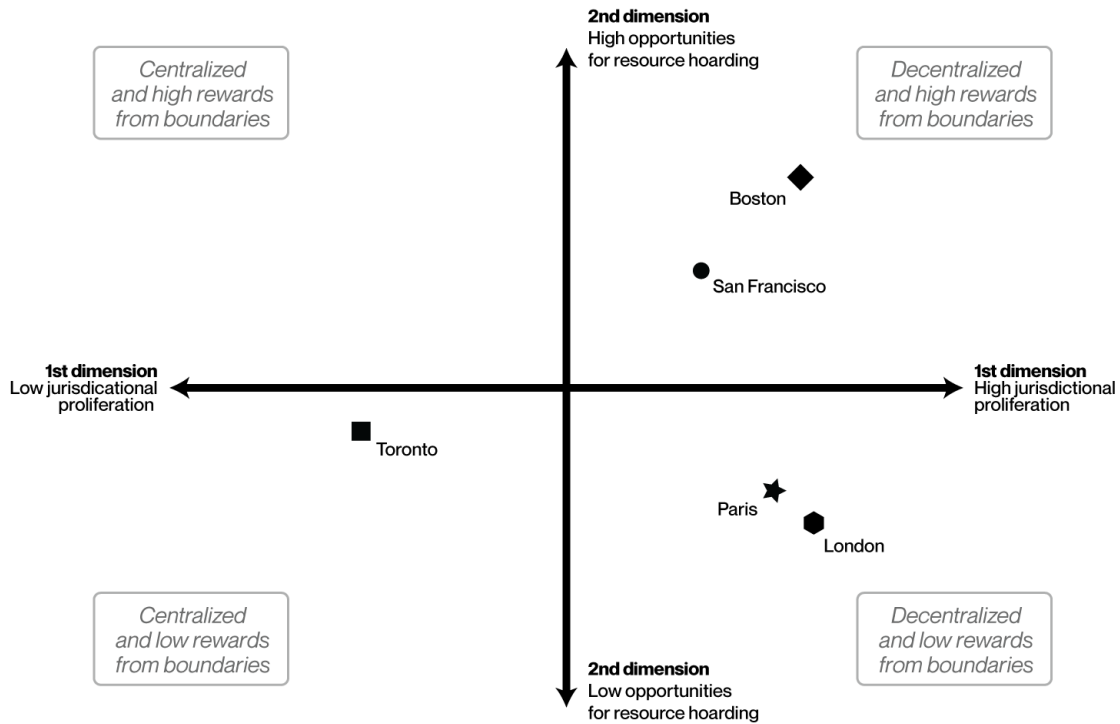 2nd dimension
High opportunities
for resource hoarding
Centralized
and high rewards
from boundaries
Decentralized
and high rewards
from boundaries
Boston
San Francisco
1st dimension
Low jurisdicational
proliferation
1st dimension
High jurisdictional
proliferation
Toronto
Paris
London
Centralized
and low rewards
from boundaries
Decentralized
and low rewards
from boundaries
2nd dimension
Low opportunities
for resource hoarding